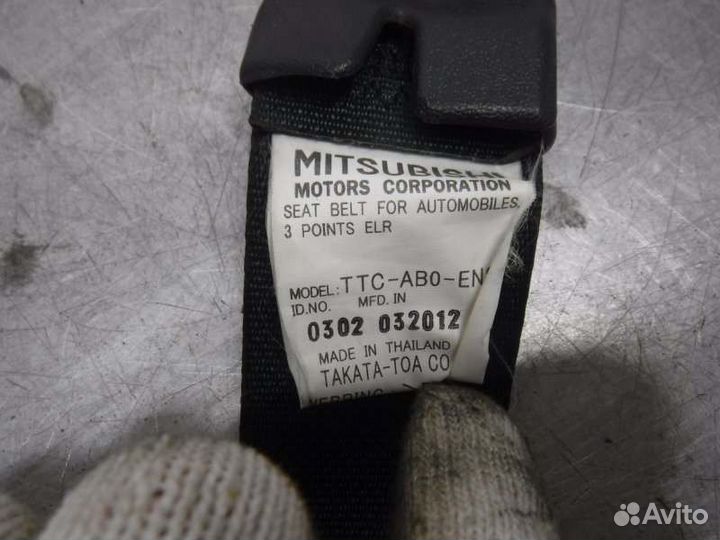 MITSUBISHI
MOTORS CORPORATION
SEAT BELT FOR AUTOMOBILES.
3 POINTS ELR
MODEL: TTC-AB0-EN
ID.NO. MFD. IN
0302 032012
MADE IN THAILAND
TAKATA-TOA CO
Avito